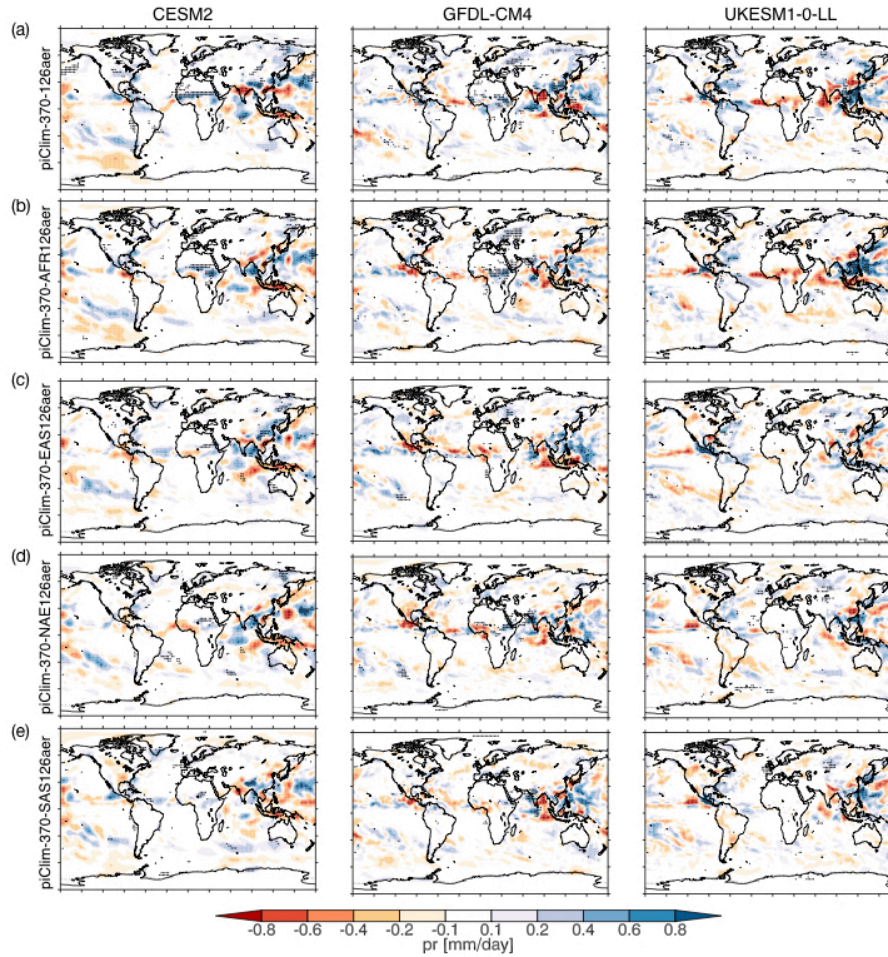 CESM2 GFDL-CM4 UKESM1-0-LL
(a) piClim-370-126aer
(b) piClim-370-AFR126aer
(c) piClim-370-EAS126aer
(d) piClim-370-NAE126aer
(e) piClim-370-SAS126aer
-0.8 -0.6 -0.4 -0.2 -0.1 0.1 0.2 0.4 0.6 0.8
pr [mm/day]